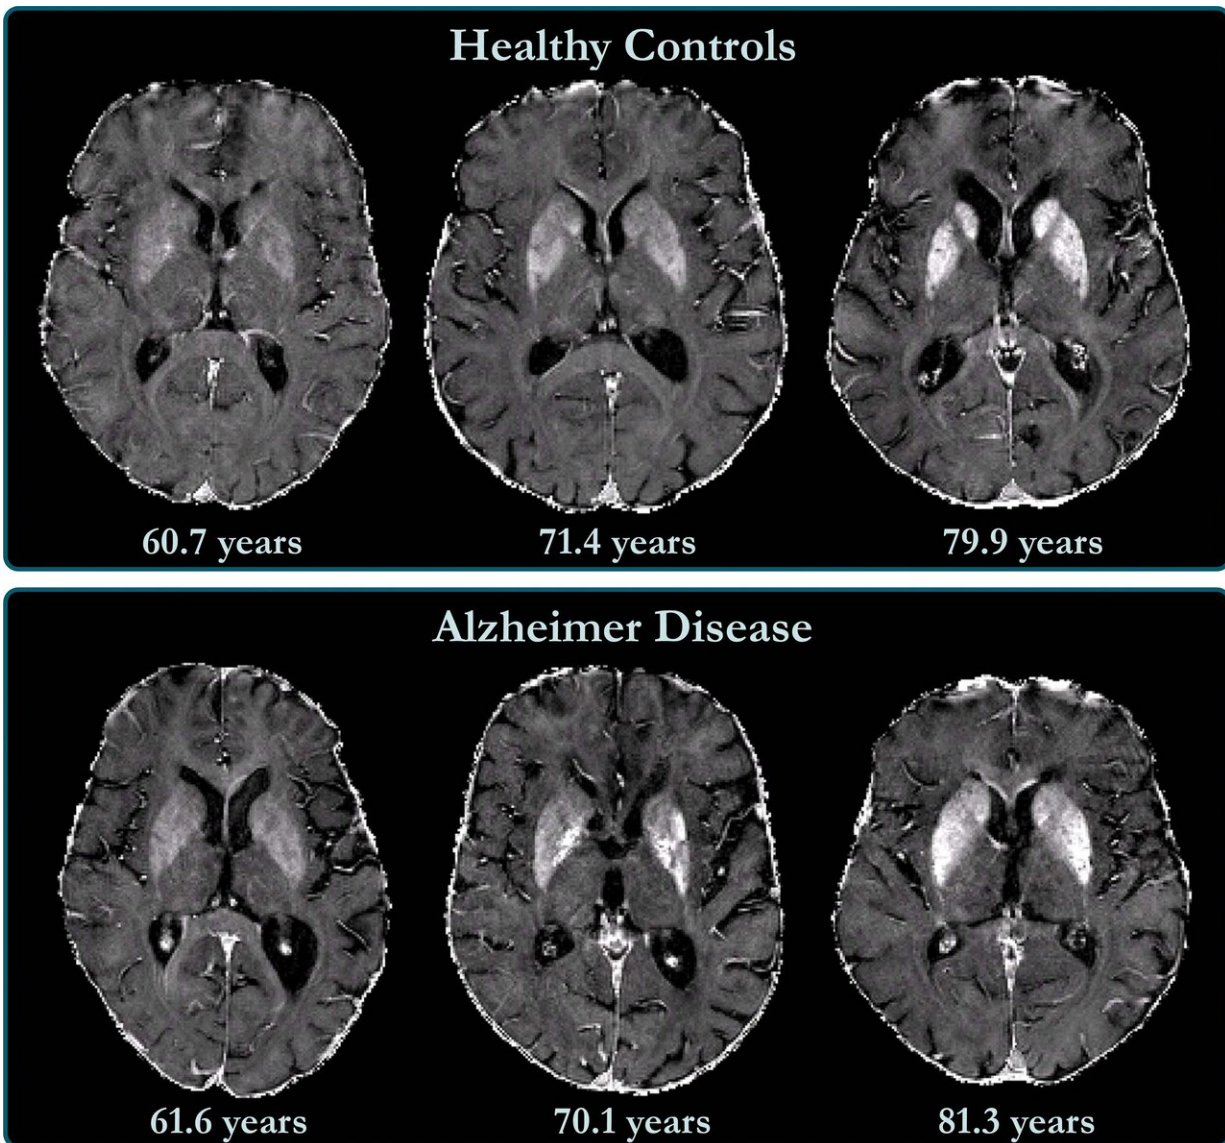 Healthy Controls
60.7 years
71.4 years
79.9 years
Alzheimer Disease
61.6 years
70.1 years
81.3 years